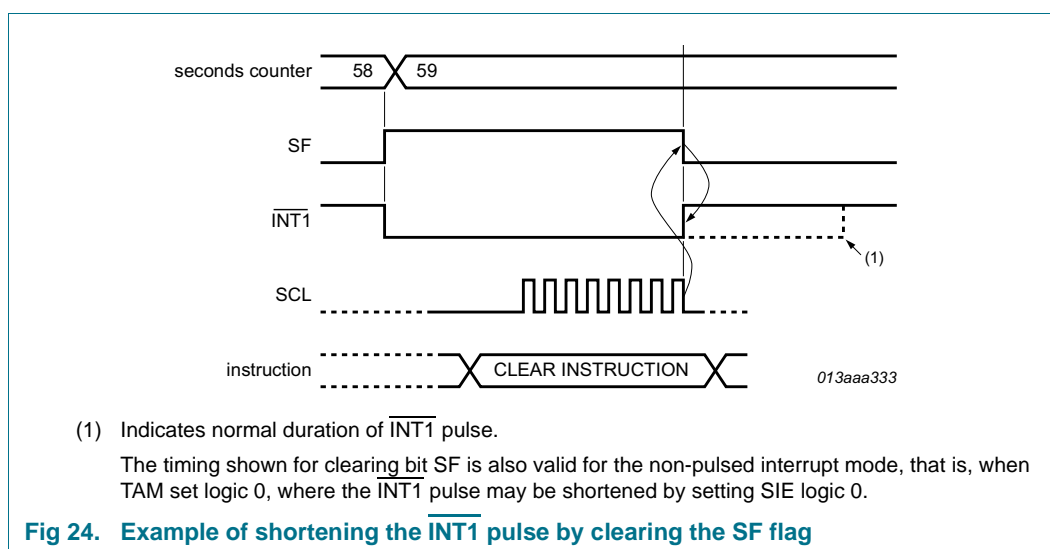 seconds counter 58 59
SF
INT1
(1)
SCL
instruction CLEAR INSTRUCTION
013aaa333
(1) Indicates normal duration of INT1 pulse.
The timing shown for clearing bit SF is also valid for the non-pulsed interrupt mode, that is, when
TAM set logic 0, where the INT1 pulse may be shortened by setting SIE logic 0.
Fig 24. Example of shortening the INT1 pulse by clearing the SF flag